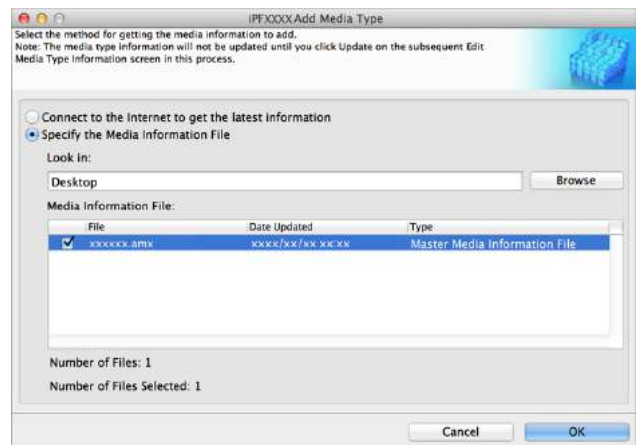 iPFXXXX Add Media Type
Select the method for getting the media information to add.
Note: The media type information will not be updated until you click Update on the subsequent Edit
Media Type Information screen in this process.
Connect to the Internet to get the latest information
Specify the Media Information File
Look in:
Desktop Browse
Media Information File:
File Date Updated Type
xxxxxx.amx xxxx/xx/xx xx:xx Master Media Information File
Number of Files: 1
Number of Files Selected: 1
Cancel OK